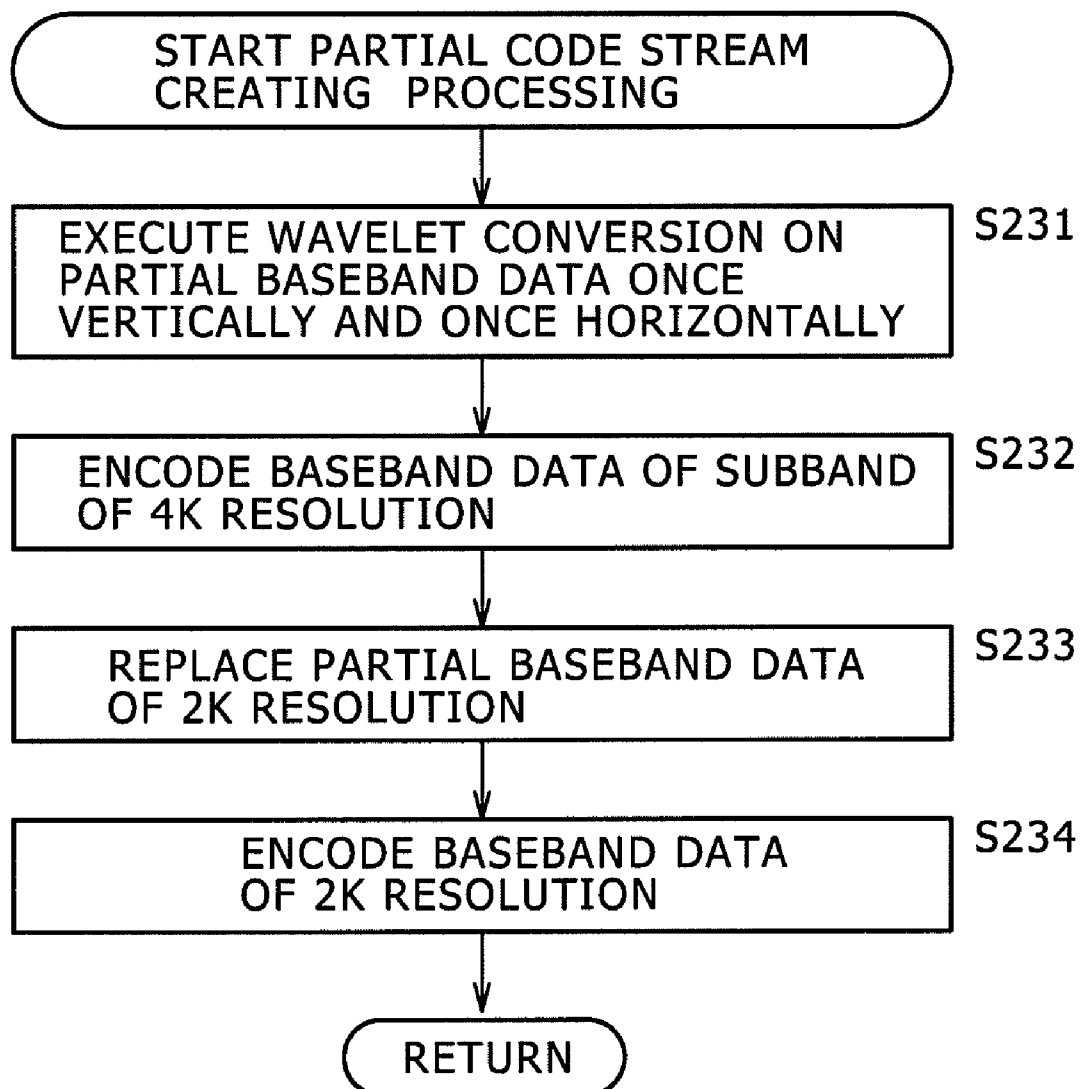 START PARTIAL CODE STREAM
CREATING PROCESSING
EXECUTE WAVELET CONVERSION ON
PARTIAL BASEBAND DATA ONCE
VERTICALLY AND ONCE HORIZONTALLY
S231
ENCODE BASEBAND DATA OF SUBBAND
OF 4K RESOLUTION
S232
REPLACE PARTIAL BASEBAND DATA
OF 2K RESOLUTION
S233
ENCODE BASEBAND DATA
OF 2K RESOLUTION
S234
RETURN